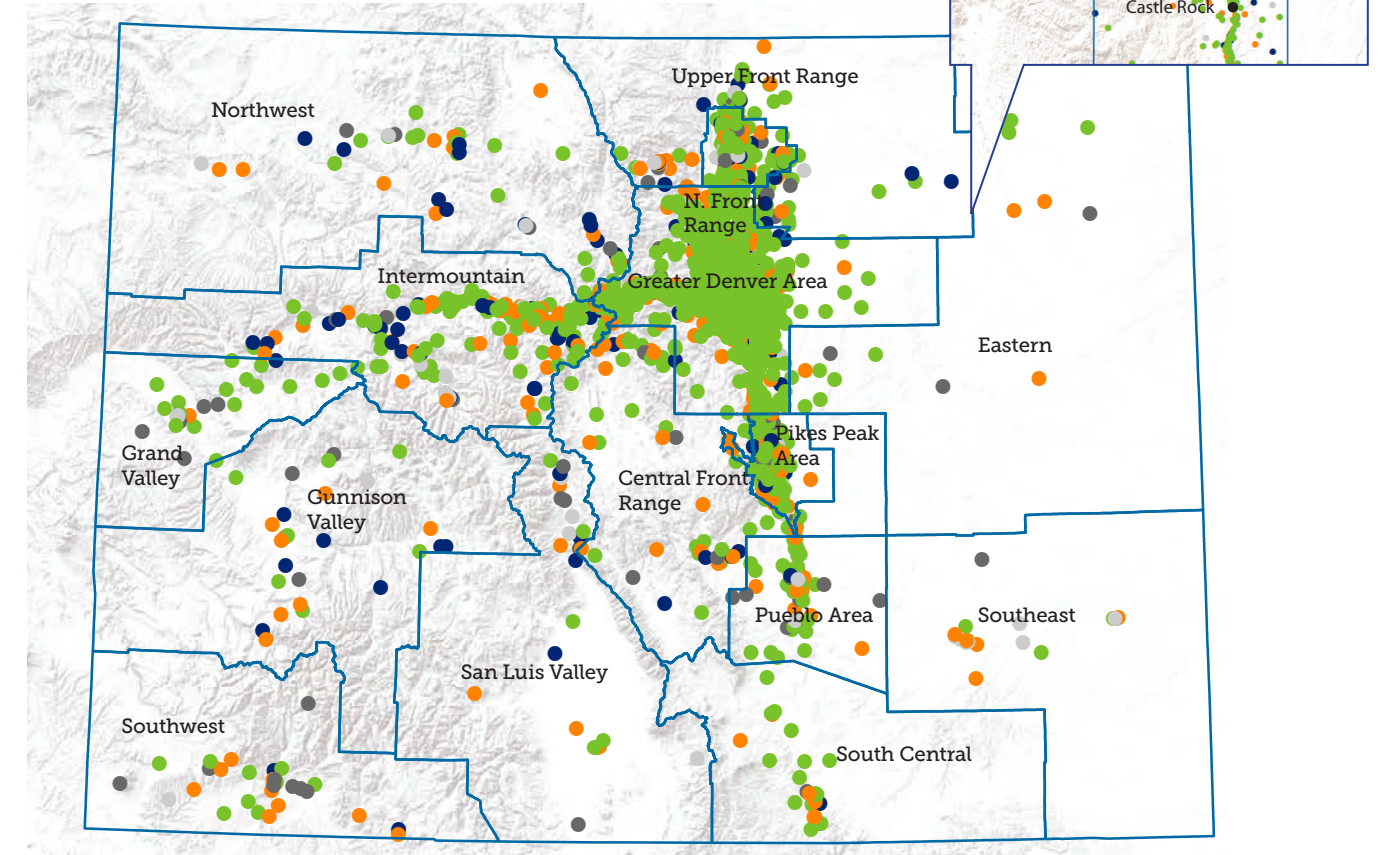 Castle Rock
Upper Front Range
Northwest
N. Front
Range
Intermountain
Greater Denver Area
Eastern
Pikes Peak
Area
Grand
Valley
Central Front
Range
Gunnison
Valley
Pueblo Area
Southeast
San Luis Valley
Southwest
South Central